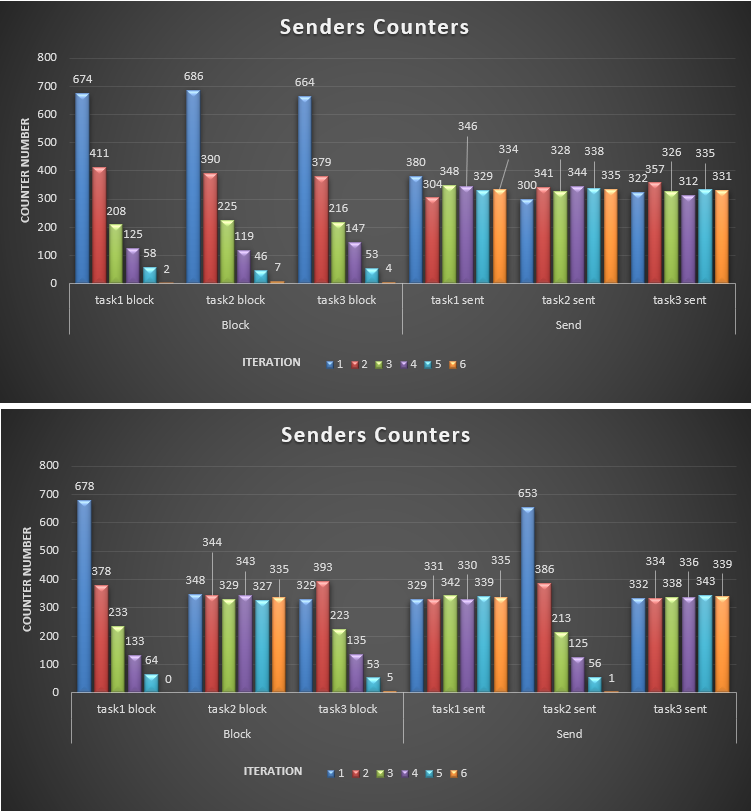 Senders Counters
COUNTER NUMBER
800
700
600
500
400
300
200
100
0
674 411 208 125 58 2
686 390 225 119 46 7
664 379 216 147 53 4
380 304 348 346 329 334
300 341 328 344 338 335
322 357 326 312 335 331
task1 block task2 block task3 block task1 sent task2 sent task3 sent
Block Send
ITERATION 1 2 3 4 5 6
Senders Counters
COUNTER NUMBER
800
700
600
500
400
300
200
100
0
678 378 233 133 64 0
348 344 329 343 327 335
329 393 223 135 53 5
329 331 342 330 339 335
653 386 213 125 56 1
332 334 338 336 343 339
task1 block task2 block task3 block task1 sent task2 sent task3 sent
Block Send
ITERATION 1 2 3 4 5 6